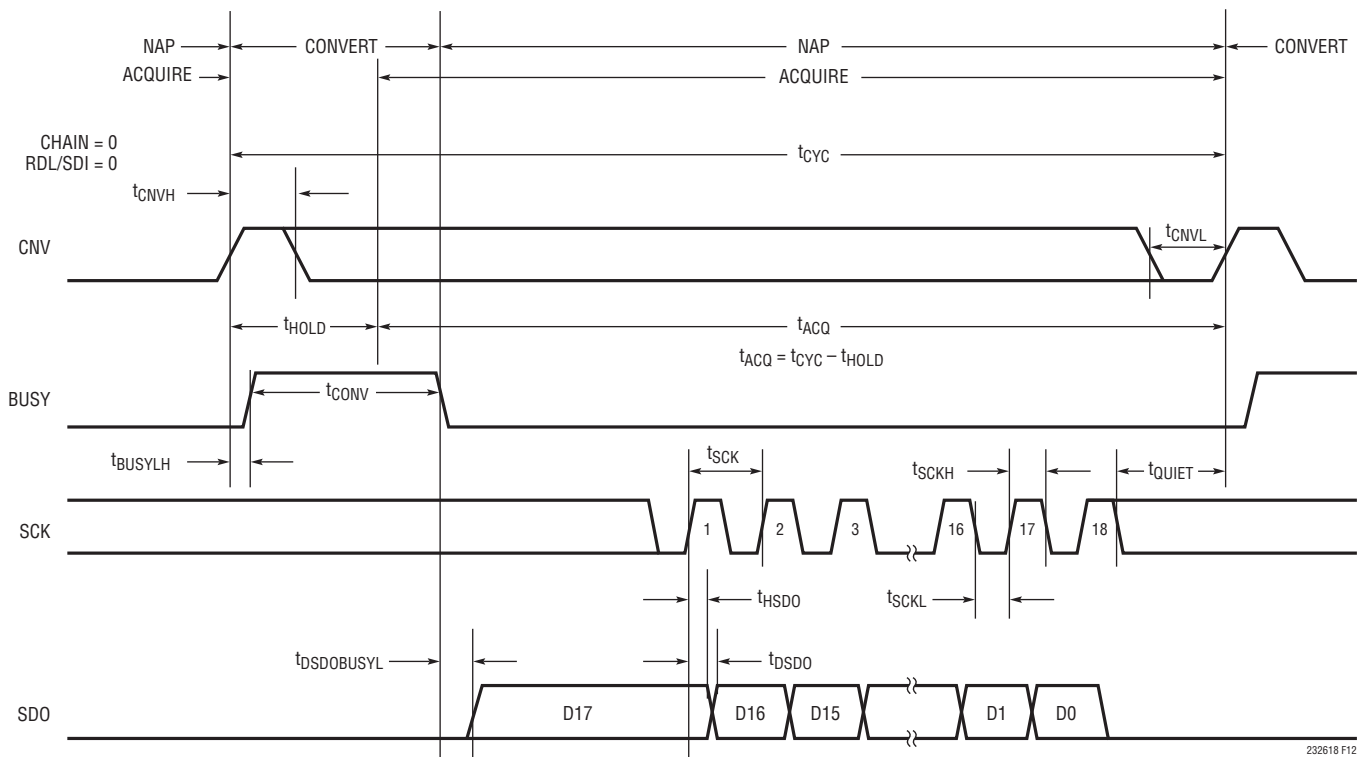 NAP
CONVERT
NAP
CONVERT
ACQUIRE
ACQUIRE
CHAIN = 0
RDL/SDI = 0
tCYC
tCNVH
CNV
tCNVL
tHOLD
tACQ
tACQ = tCYC – tHOLD
BUSY
tCONV
tBUSYLH
tSCK
tSCKH
tQUIET
SCK
1
2
3
16
17
18
tHSDO
tSCKL
tDSDOBUSYL
tDSDO
SDO
D17
D16
D15
D1
D0
232618 F12